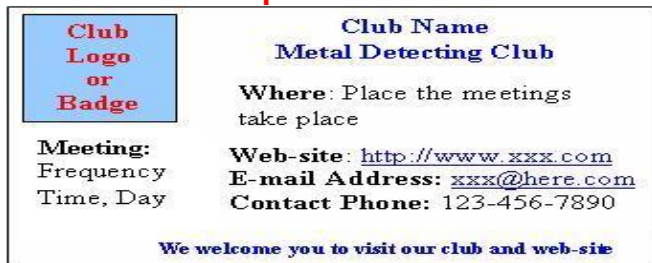 Club
Logo
or
Badge
Club Name
Metal Detecting Club
Where: Place the meetings
take place
Meeting:
Frequency
Time, Day
Web-site: http://www.xxx.com
E-mail Address: xxx@here.com
Contact Phone: 123-456-7890
We welcome you to visit our club and web-site